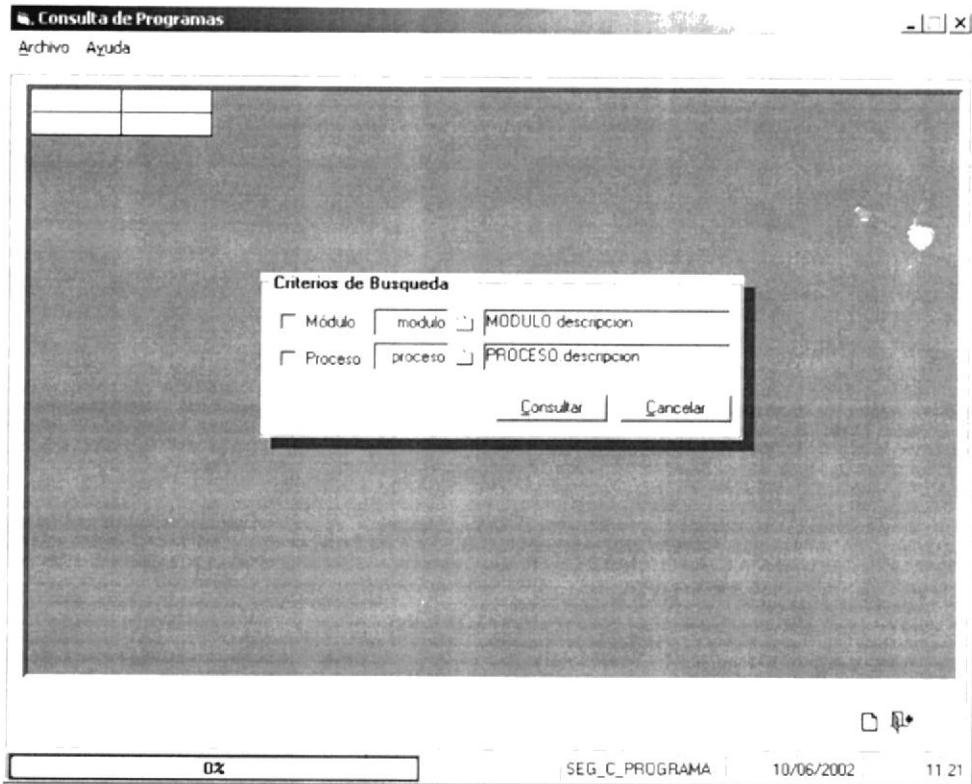 Consulta de Programas
Archivo Ayuda
Criterios de Busqueda
Módulo modulo MODULO descripcion
Proceso proceso PROCESO descripcion
Consultar Cancelar
0% SEG_C_PROGRAMA 10/06/2002 11 21